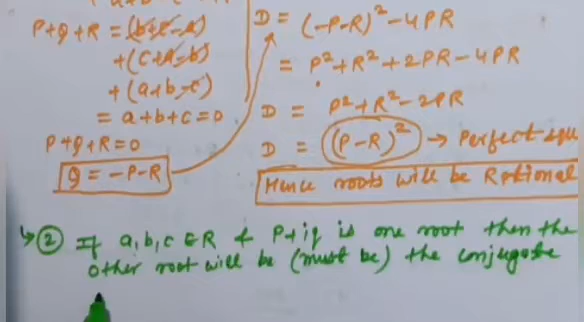 P+q+R = (b+c-a)
+(c+a-b)
+(a+b-c)
= a+b+c=0
P+q+R=0
q = -P-R
D = (-P-R)² -4PR
= P²+R²+2PR-4PR
D = P²+R²-2PR
D = (P-R)² → Perfect squ
Hence roots will be Rational
② If a,b,c ∈ R & P+iq is one root then the
other root will be (must be) the conjugate